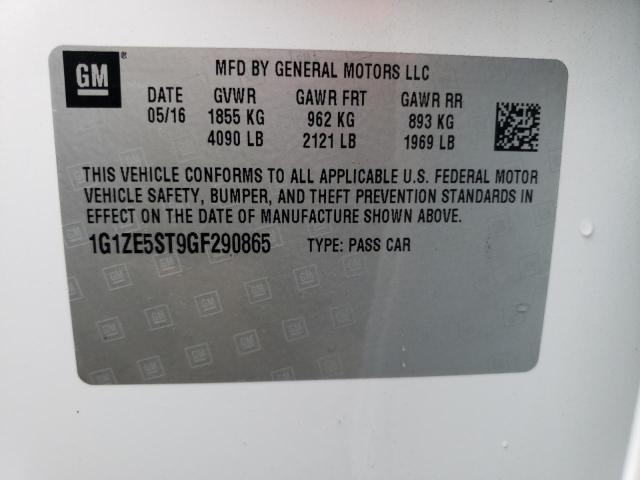 GM ®
MFD BY GENERAL MOTORS LLC
DATE GVWR GAWR FRT GAWR RR
05/16 1855 KG 962 KG 893 KG
4090 LB 2121 LB 1969 LB
THIS VEHICLE CONFORMS TO ALL APPLICABLE U.S. FEDERAL MOTOR
VEHICLE SAFETY, BUMPER, AND THEFT PREVENTION STANDARDS IN
EFFECT ON THE DATE OF MANUFACTURE SHOWN ABOVE.
1G1ZE5ST9GF290865 TYPE: PASS CAR